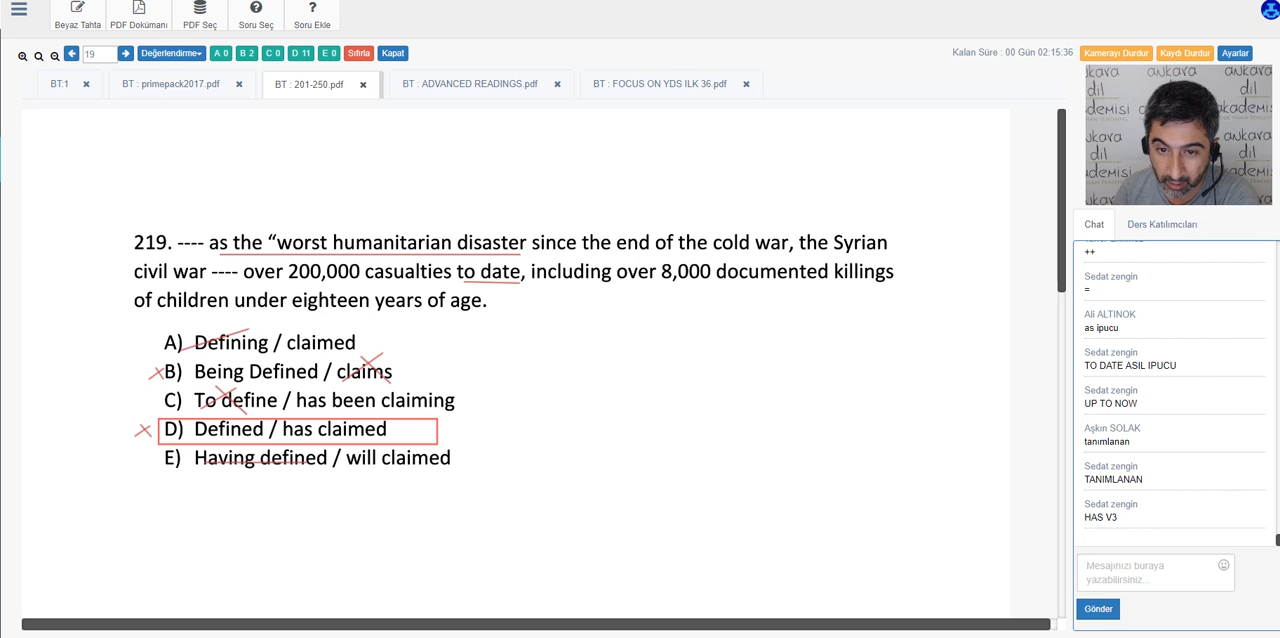 Beyaz Tahta
PDF Dokümanı
PDF Seç
Soru Seç
Soru Ekle
19
Değerlendirme
A 0
B 2
C 0
D 11
E 0
Sıfırla
Kapat
Kalan Süre : 00 Gün 02:15:36
Kamerayı Durdur
Kaydı Durdur
Ayarlar
BT:1
BT : primepack2017.pdf
BT : 201-250.pdf
BT : ADVANCED READINGS.pdf
BT : FOCUS ON YDS ILK 36.pdf
219. ---- as the “worst humanitarian disaster since the end of the cold war, the Syrian
civil war ---- over 200,000 casualties to date, including over 8,000 documented killings
of children under eighteen years of age.
A) Defining / claimed
B) Being Defined / claims
C) To define / has been claiming
D) Defined / has claimed
E) Having defined / will claimed
ankara
dil
Chat
Ders Katılımcıları
++
Sedat zengin
=
Ali ALTINOK
as ipucu
Sedat zengin
TO DATE ASIL IPUCU
Sedat zengin
UP TO NOW
Aşkın SOLAK
tanımlanan
Sedat zengin
TANIMLANAN
Sedat zengin
HAS V3
Mesajınızı buraya
yazabilirsiniz...
Gönder